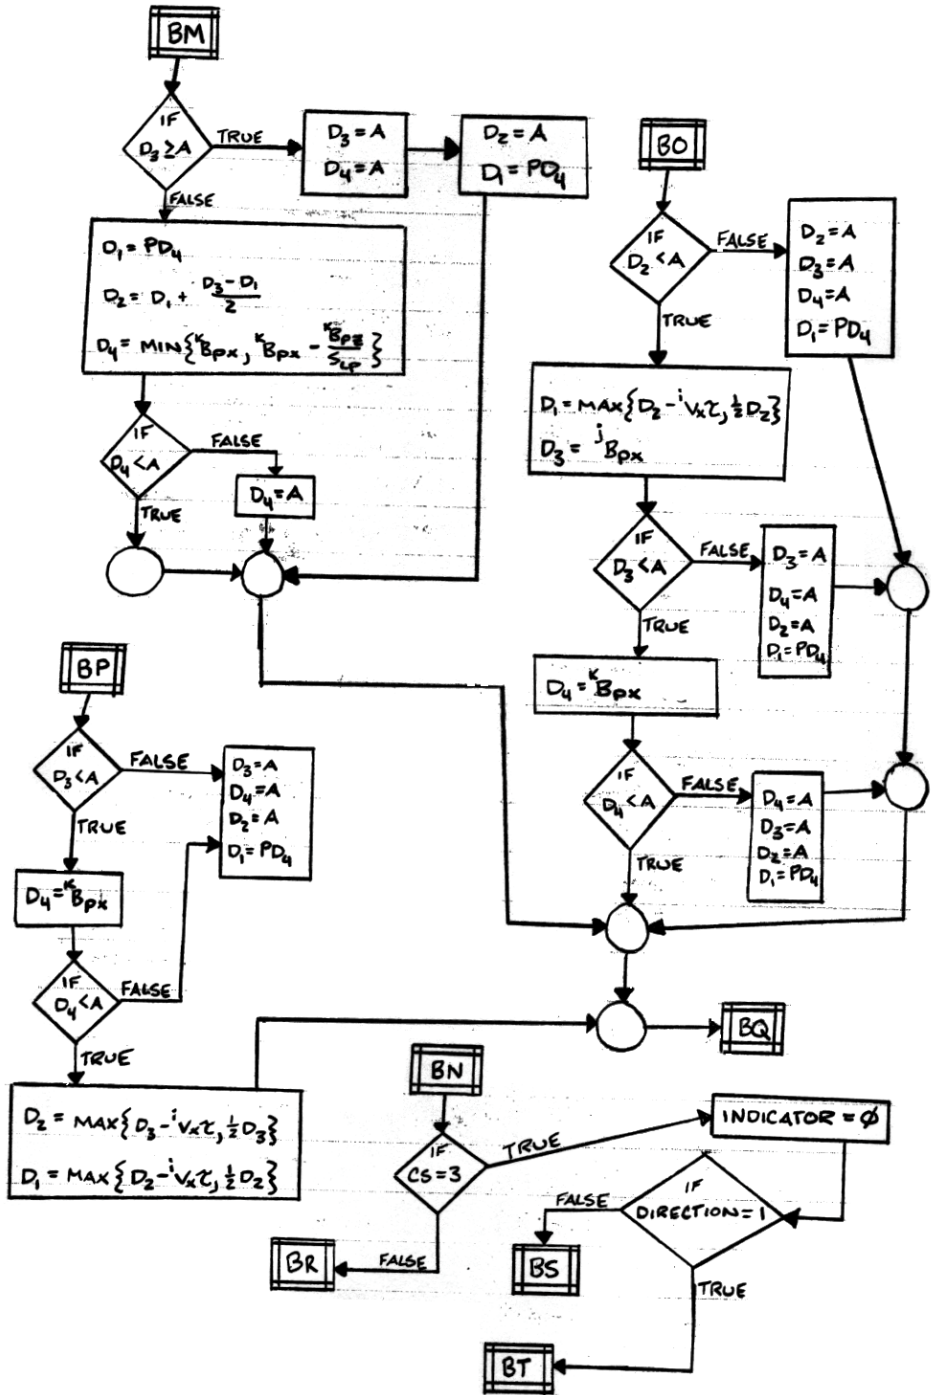 BM
IF
D₃ ≥ A
TRUE
D₃ = A
D₄ = A
D₂ = A
D₁ = PD₄
FALSE
D₁ = PD₄
D₂ = D₁ + (D₃ - D₁)/2
D₄ = MIN{ᴷBpx, ᴷBpx - ᴷBpz/SLP}
IF
D₄ < A
FALSE
D₄ = A
TRUE
BO
IF
D₂ < A
FALSE
D₂ = A
D₃ = A
D₄ = A
D₁ = PD₄
TRUE
D₁ = MAX{D₂ - ⁱVxτ, ½D₂}
D₃ = ʲBpx
IF
D₃ < A
FALSE
D₃ = A
D₄ = A
D₂ = A
D₁ = PD₄
TRUE
D₄ = ᴷBpx
IF
D₄ < A
FALSE
D₄ = A
D₃ = A
D₂ = A
D₁ = PD₄
TRUE
BQ
BP
IF
D₃ < A
FALSE
D₃ = A
D₄ = A
D₂ = A
D₁ = PD₄
TRUE
D₄ = ᴷBpx
IF
D₄ < A
FALSE
TRUE
D₂ = MAX{D₃ - ⁱVxτ, ½D₃}
D₁ = MAX{D₂ - ⁱVxτ, ½D₂}
BN
IF
CS = 3
TRUE
INDICATOR = ∅
IF
DIRECTION = 1
FALSE
BS
FALSE
BR
TRUE
BT